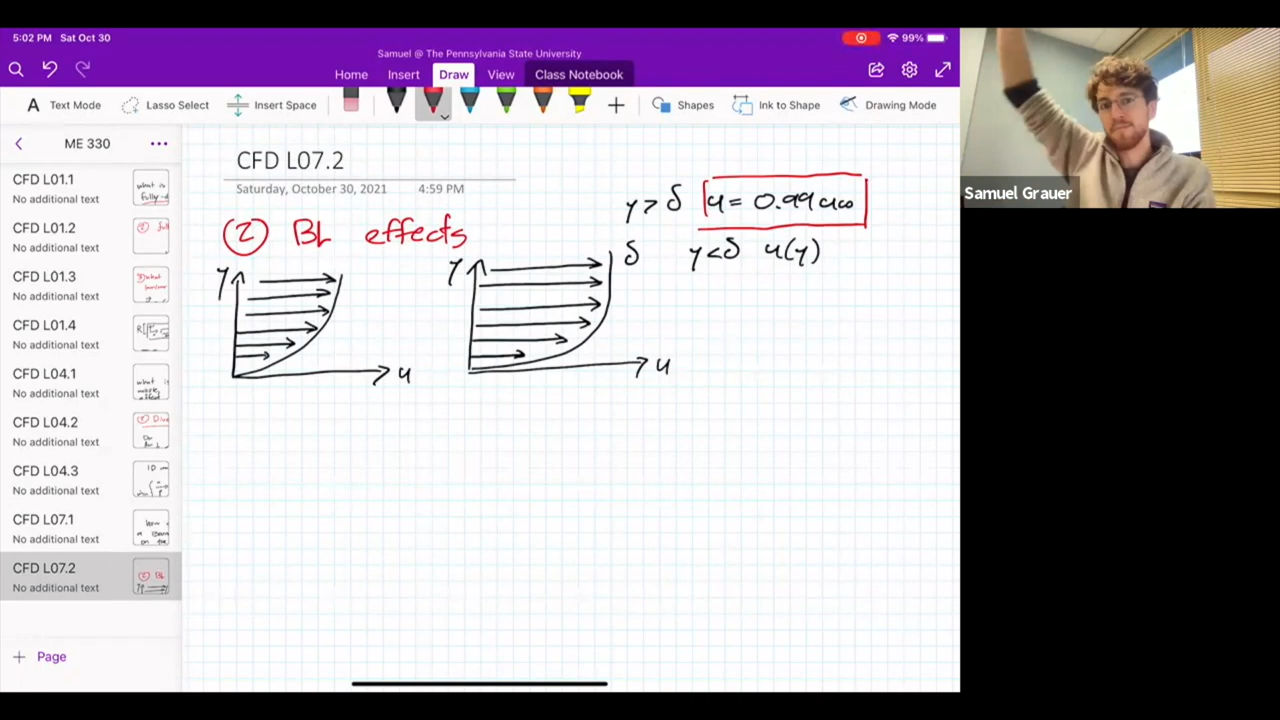 5:02 PM Sat Oct 30
99%
Samuel @ The Pennsylvania State University
Home Insert Draw View Class Notebook
Text Mode Lasso Select Insert Space Shapes Ink to Shape Drawing Mode
ME 330
CFD L01.1
No additional text
CFD L01.2
No additional text
CFD L01.3
No additional text
CFD L01.4
No additional text
CFD L04.1
No additional text
CFD L04.2
No additional text
CFD L04.3
No additional text
CFD L07.1
No additional text
CFD L07.2
No additional text
Page
CFD L07.2
Saturday, October 30, 2021 4:59 PM
② BL effects
y > δ u = 0.99u∞
δ y<δ u(y)
y
u
y
u
Samuel Grauer